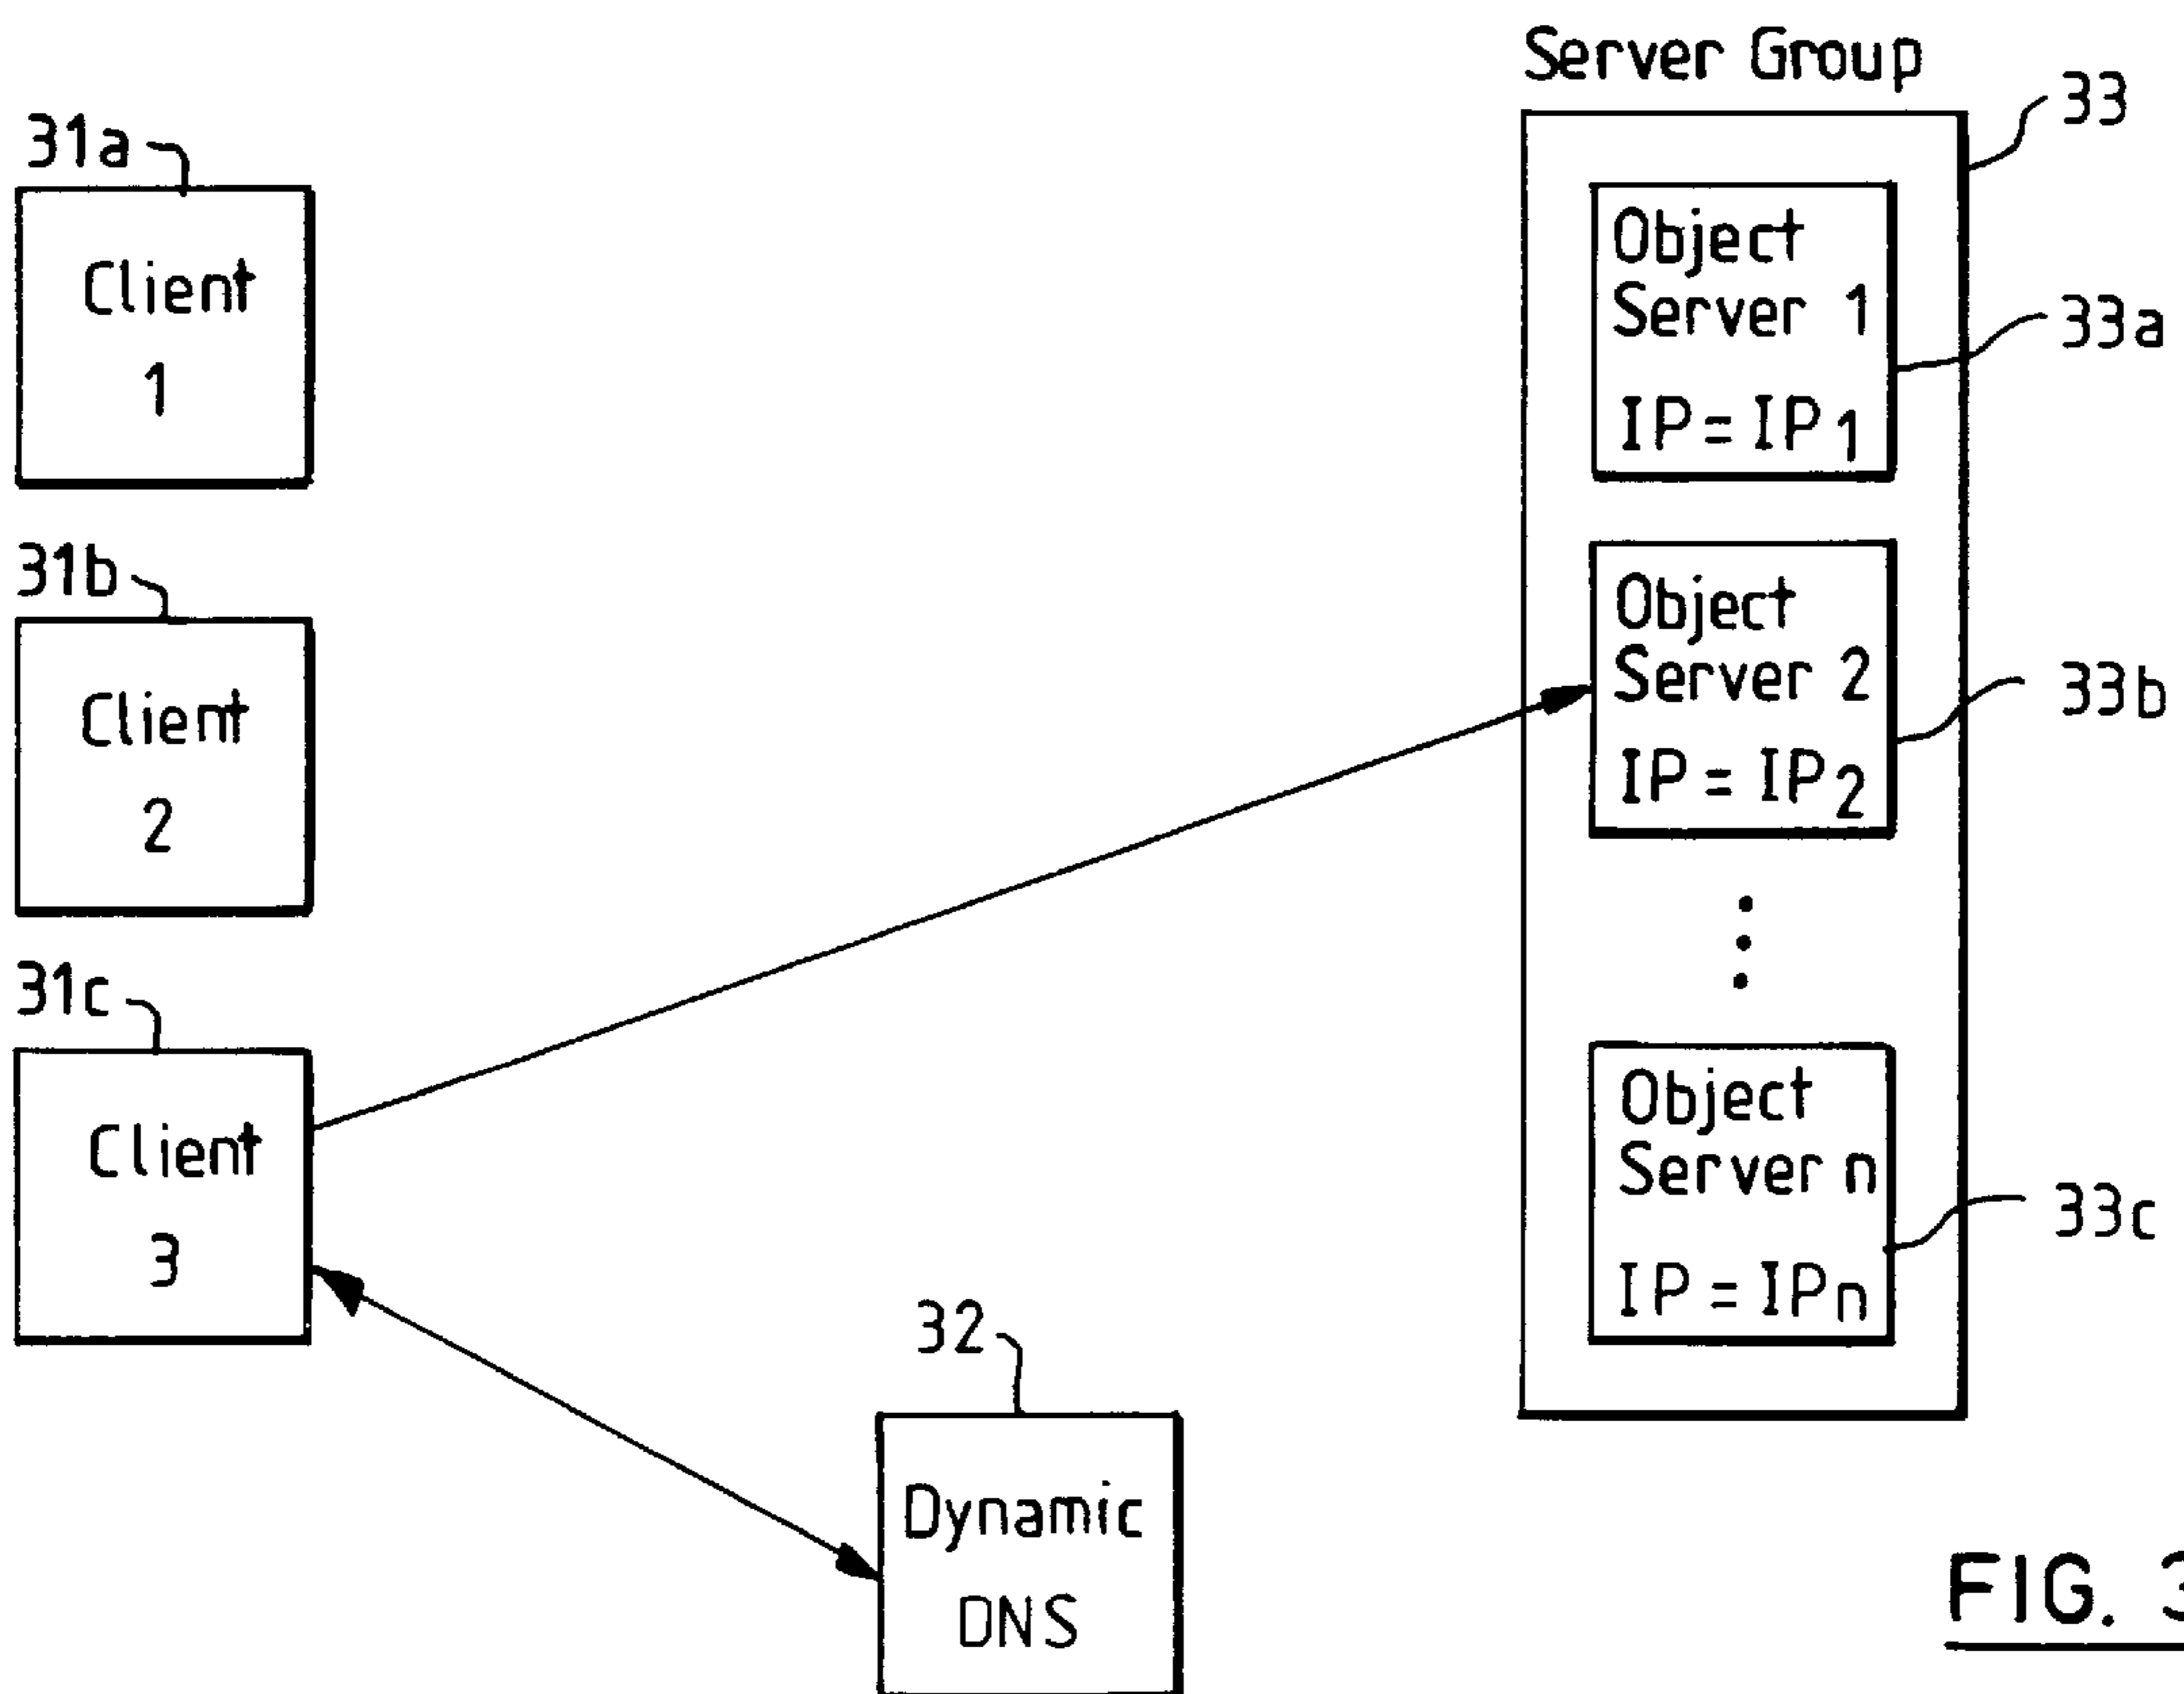 Server Group
33
31a
Client
1
Object
Server 1
IP = IP1
33a
31b
Client
2
Object
Server 2
IP = IP2
33b
31c
Client
3
Object
Server n
IP = IPn
33c
32
Dynamic
DNS
FIG. 3